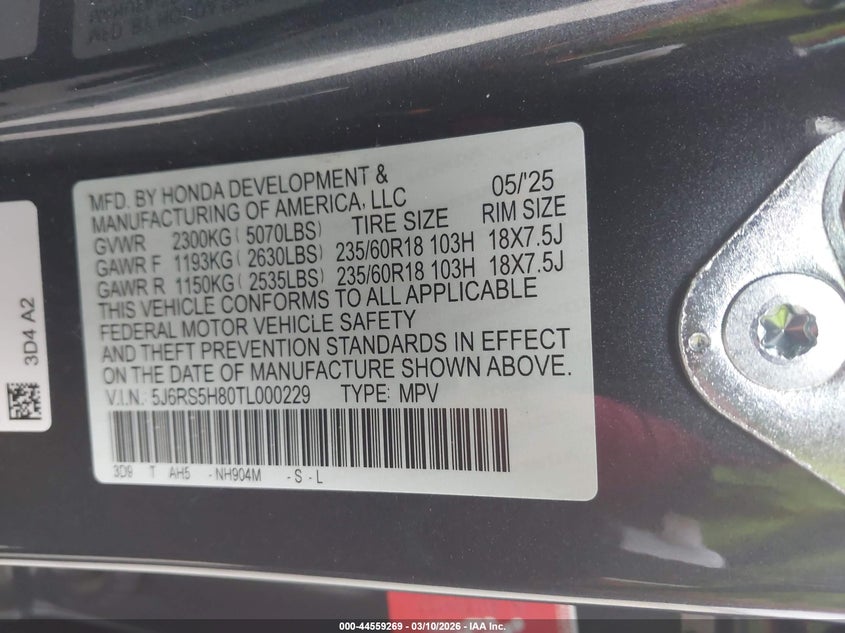 MFD. BY HONDA DEVELOPMENT &
MANUFACTURING OF AMERICA, LLC 05/'25
GVWR 2300KG ( 5070LBS) TIRE SIZE RIM SIZE
GAWR F 1193KG ( 2630LBS) 235/60R18 103H 18X7.5J
GAWR R 1150KG ( 2535LBS) 235/60R18 103H 18X7.5J
THIS VEHICLE CONFORMS TO ALL APPLICABLE
FEDERAL MOTOR VEHICLE SAFETY
AND THEFT PREVENTION STANDARDS IN EFFECT
ON THE DATE OF MANUFACTURE SHOWN ABOVE.
V.I.N.: 5J6RS5H80TL000229 TYPE: MPV
3D9 T AH5 -NH904M -S -L
3D4 A2
000-44559269 - 03/10/2026 - IAA Inc.